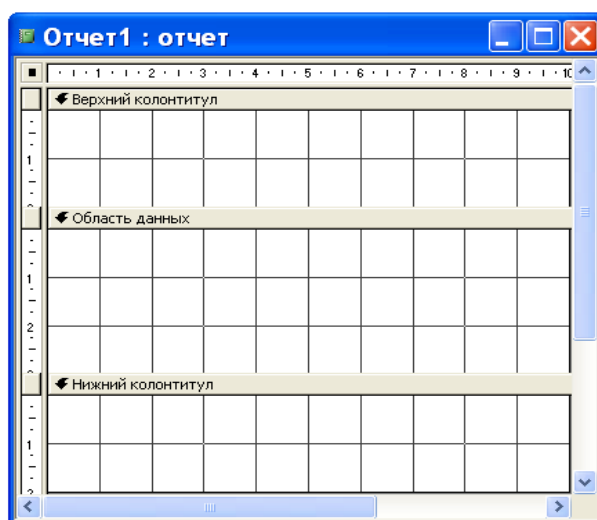 Отчет1 : отчет
1 2 3 4 5 6 7 8 9 10
Верхний колонтитул
1
Область данных
1
2
Нижний колонтитул
1